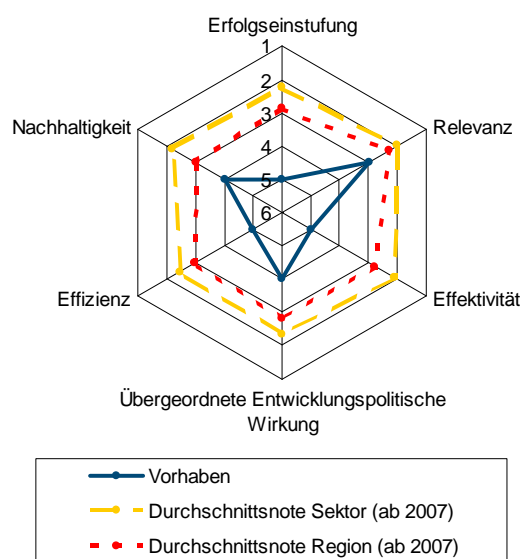 Erfolgseinstufung
1
2
3
4
5
6
Nachhaltigkeit
Relevanz
Effizienz
Effektivität
Übergeordnete Entwicklungspolitische
Wirkung
Vorhaben
Durchschnittsnote Sektor (ab 2007)
Durchschnittsnote Region (ab 2007)